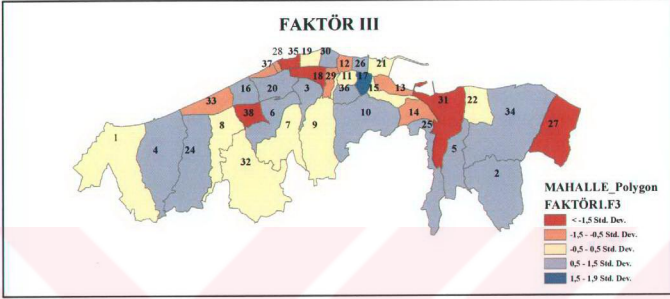 FAKTÖR III
28 35 19 30
37 12 26 21
18 29 11 17
16 20 3 36 15 13
33 31 22
38 6 10 14 34
8 7 9 25 27
1 4 24 5
32 2
MAHALLE_Polygon
FAKTÖR1.F3
< -1,5 Std. Dev.
-1,5 - -0,5 Std. Dev.
-0,5 - 0,5 Std. Dev.
0,5 - 1,5 Std. Dev.
1,5 - 1,9 Std. Dev.